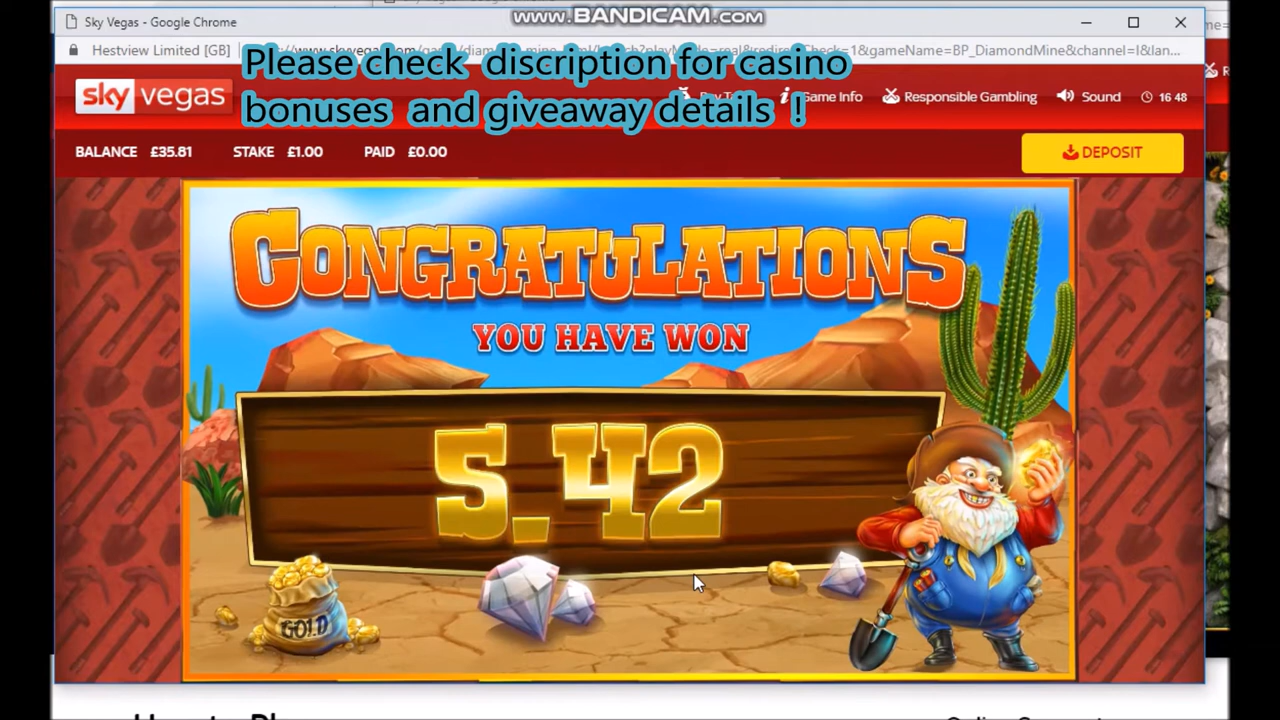 www.BANDICAM.com
Sky Vegas - Google Chrome
Hestview Limited [GB]
Please check discription for casino
bonuses and giveaway details !
sky vegas
Game Info
Responsible Gambling
Sound
16 48
BALANCE £35.81 STAKE £1.00 PAID £0.00
DEPOSIT
CONGRATULATIONS
YOU HAVE WON
5.42
GOLD